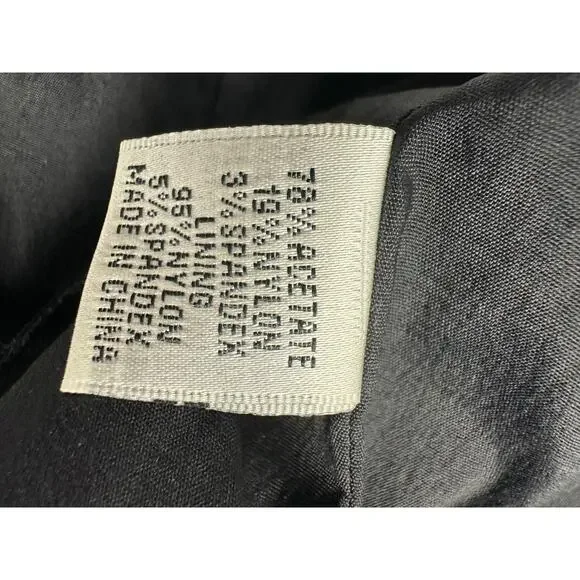 78% ACETATE
19%NYLON
3%SPANDEX
LINING
95%NYLON
5%SPANDEX
MADE IN CHINA